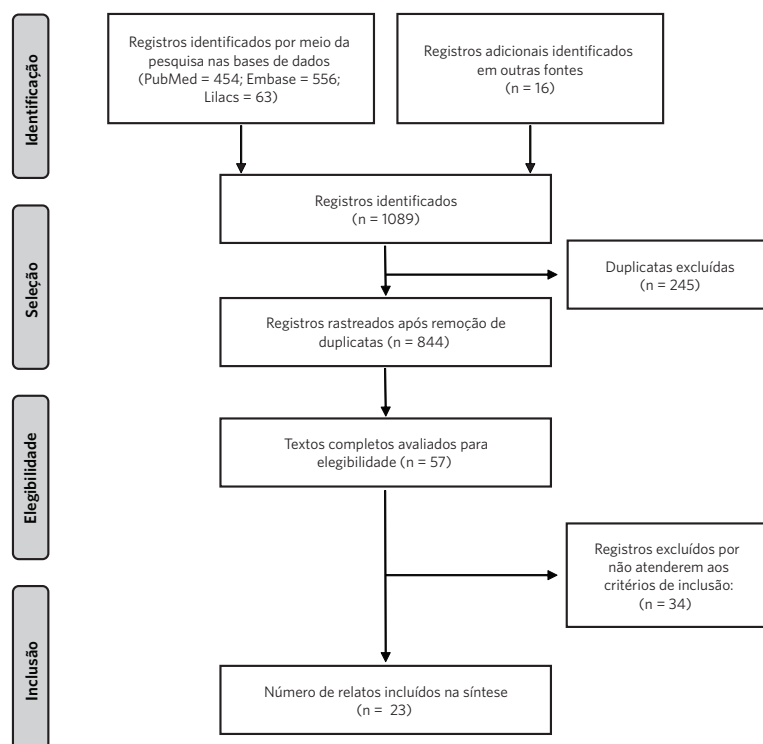 Identificação
Registros identificados por meio da
pesquisa nas bases de dados
(PubMed = 454; Embase = 556;
Lilacs = 63)
Registros adicionais identificados
em outras fontes
(n = 16)
Registros identificados
(n = 1089)
Seleção
Duplicatas excluídas
(n = 245)
Registros rastreados após remoção de
duplicatas (n = 844)
Elegibilidade
Textos completos avaliados para
elegibilidade (n = 57)
Registros excluídos por
não atenderem aos
critérios de inclusão:
(n = 34)
Inclusão
Número de relatos incluídos na síntese
(n = 23)